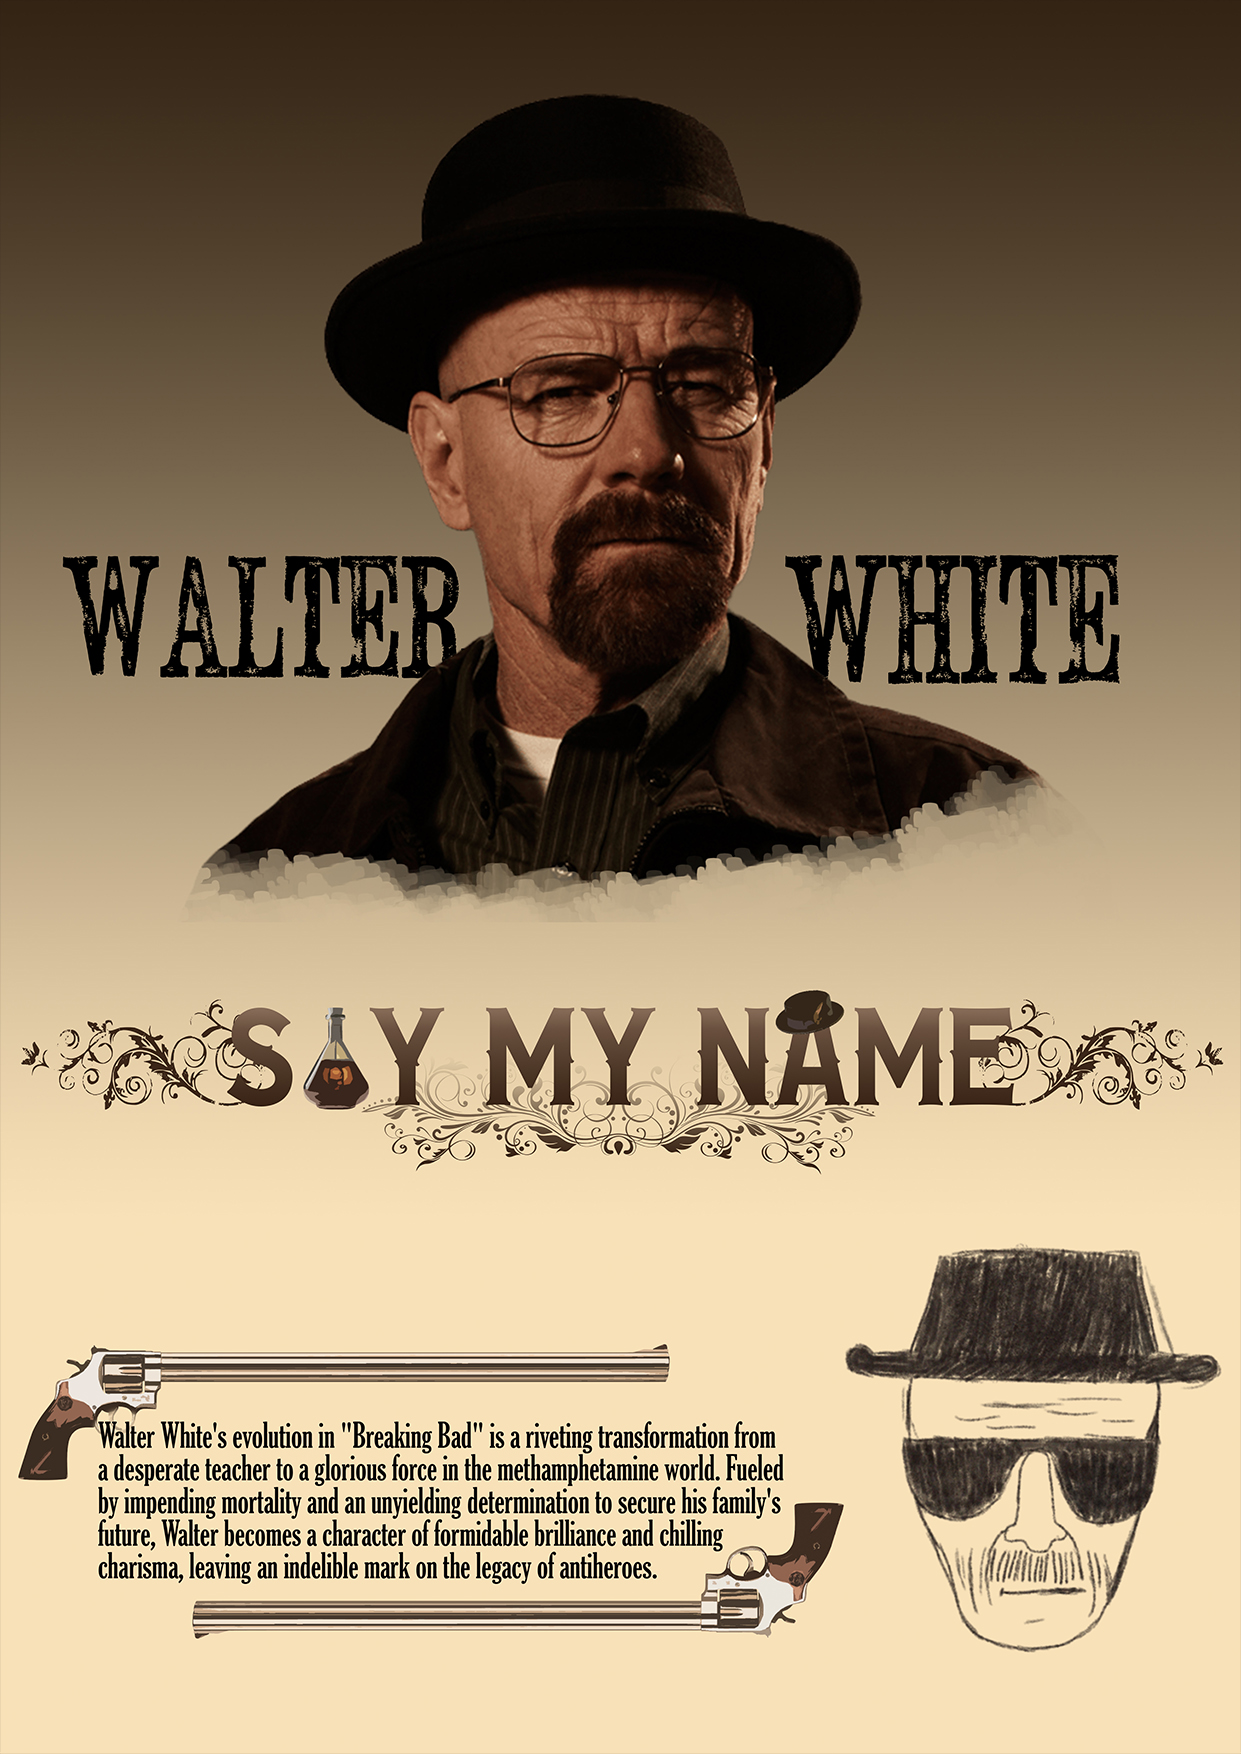 WALTER WHITE
SAY MY NAME
Walter White's evolution in "Breaking Bad" is a riveting transformation from
a desperate teacher to a glorious force in the methamphetamine world. Fueled
by impending mortality and an unyielding determination to secure his family's
future, Walter becomes a character of formidable brilliance and chilling
charisma, leaving an indelible mark on the legacy of antiheroes.